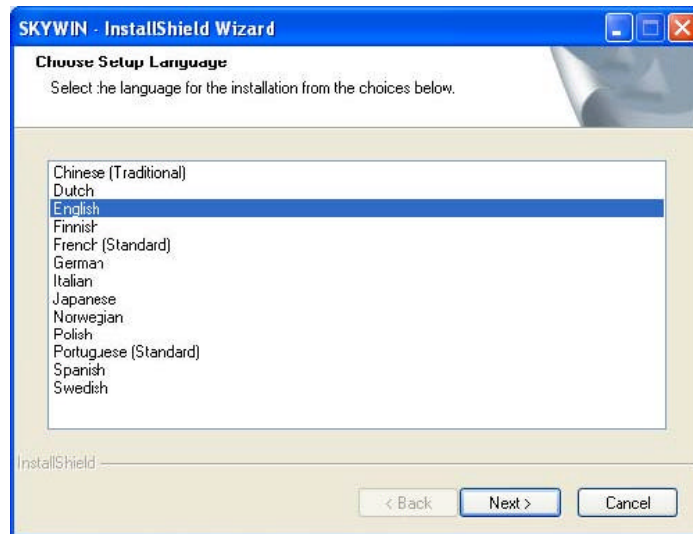 SKYWIN - InstallShield Wizard
Choose Setup Language
Select the language for the installation from the choices below.
Chinese (Traditional)
Dutch
English
Finnish
French (Standard)
German
Italian
Japanese
Norwegian
Polish
Portuguese (Standard)
Spanish
Swedish
InstallShield
< Back
Next >
Cancel